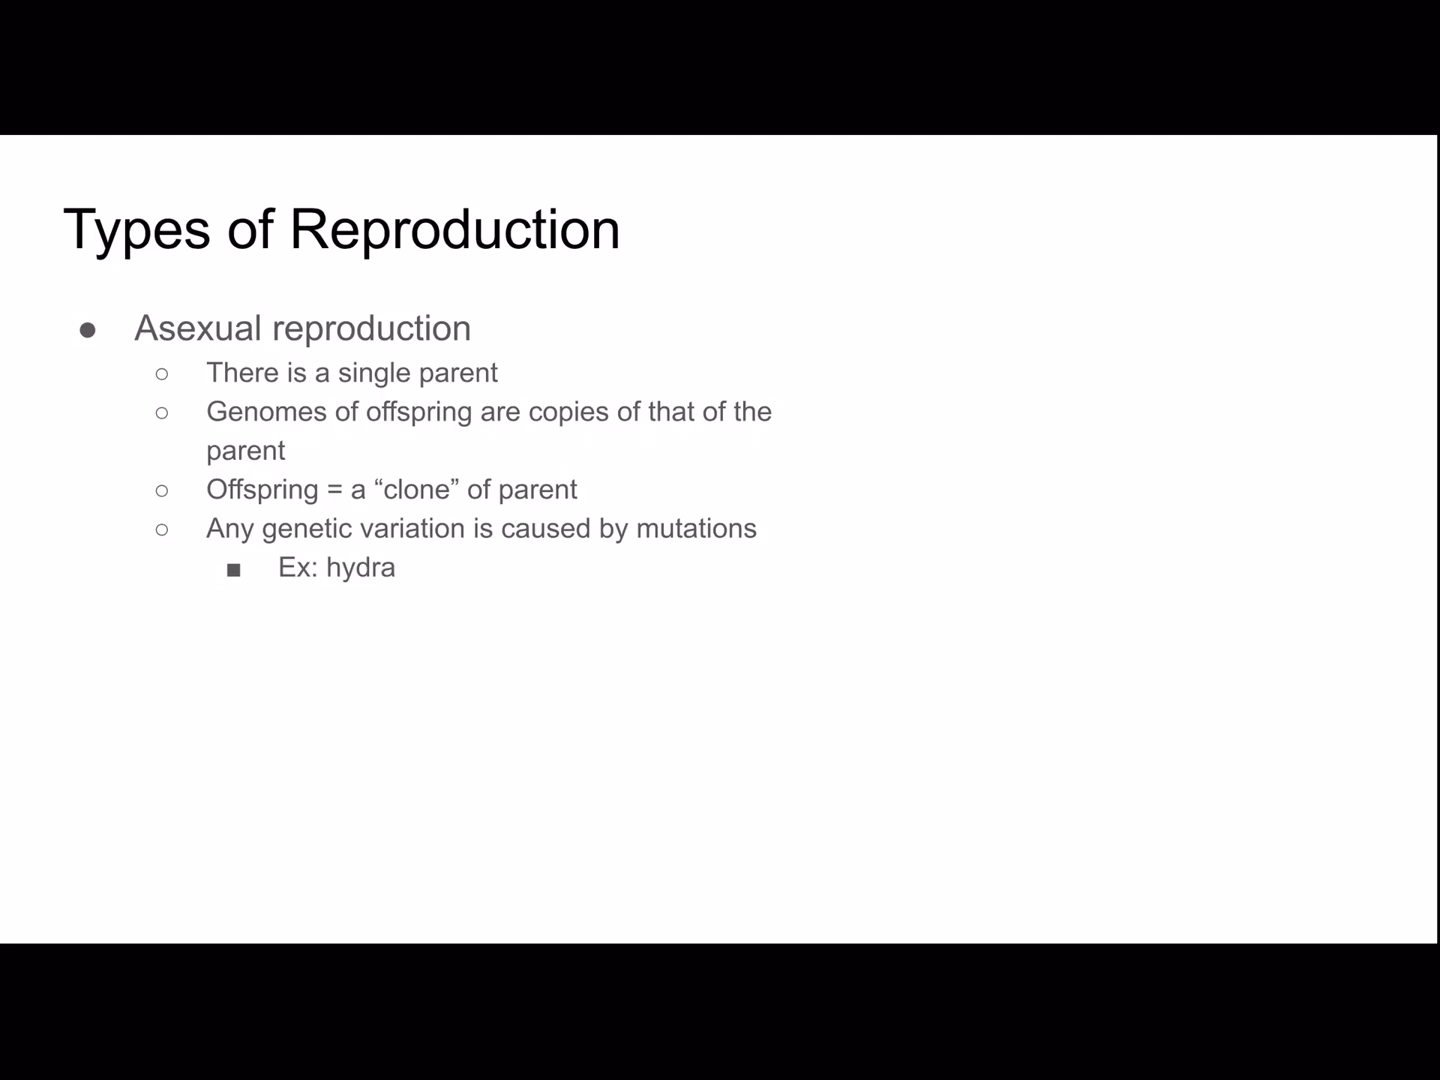 Types of Reproduction
● Asexual reproduction
○ There is a single parent
○ Genomes of offspring are copies of that of the
parent
○ Offspring = a “clone” of parent
○ Any genetic variation is caused by mutations
■ Ex: hydra